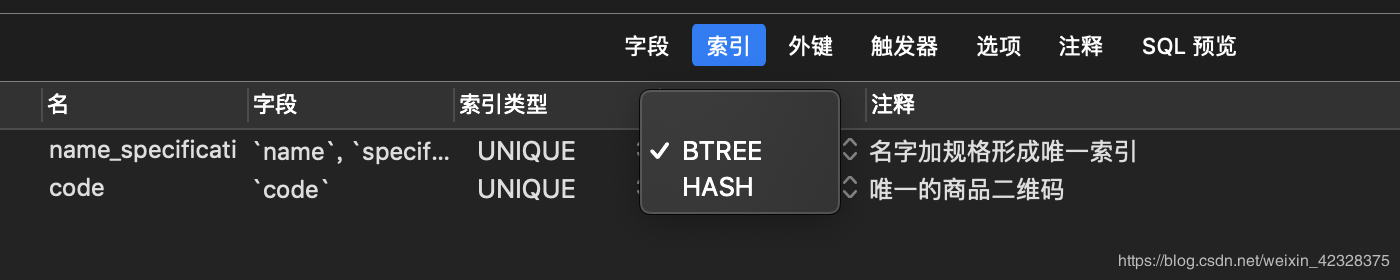 字段 索引 外键 触发器 选项 注释 SQL 预览
名 字段 索引类型 注释
name_specificati `name`, `specif... UNIQUE BTREE 名字加规格形成唯一索引
code `code` UNIQUE HASH 唯一的商品二维码
https://blog.csdn.net/weixin_42328375